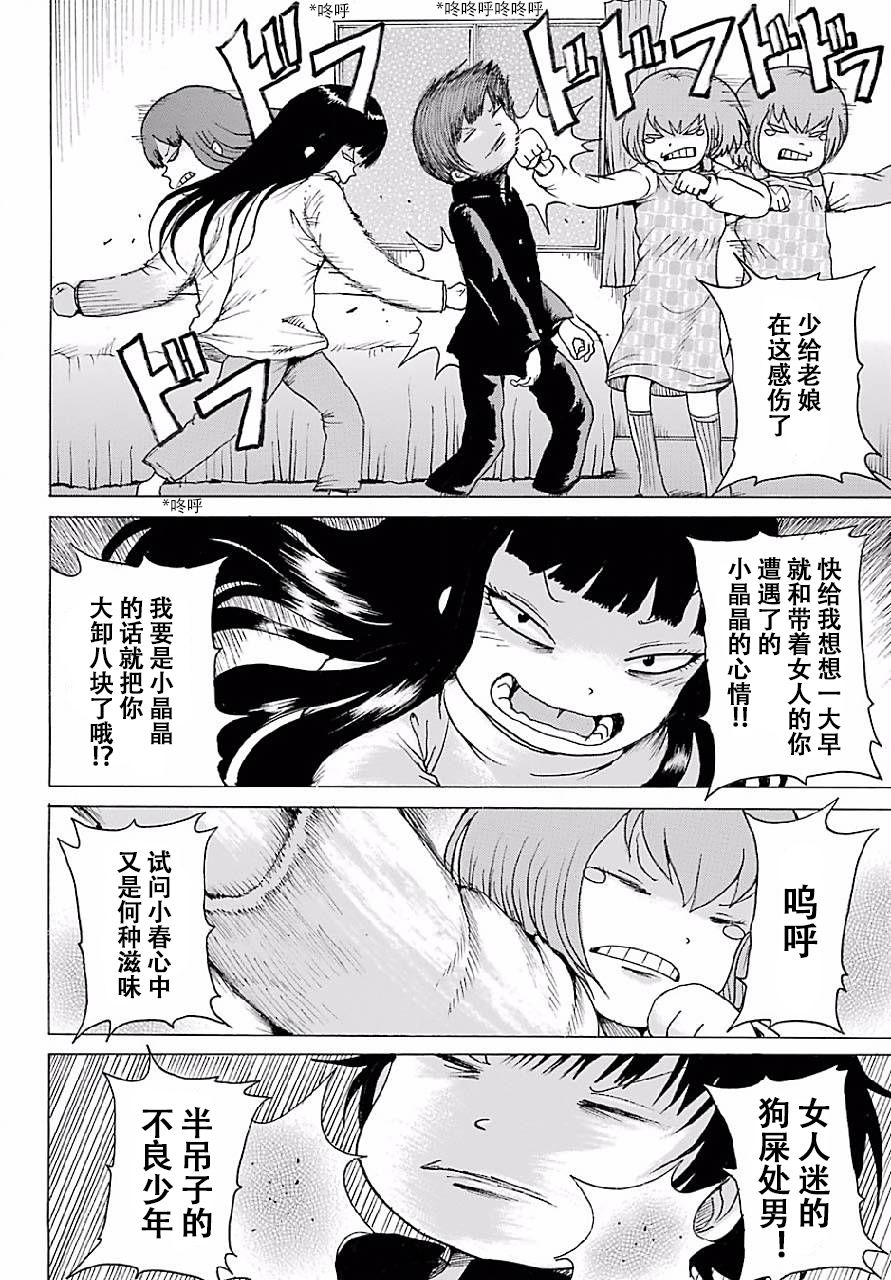 *咚呼
*咚咚呼咚咚呼
ドフ
ドドフドドフ
ドフ
*咚呼
少给老娘
在这感伤了
快给我想想一大早
就和带着女人的你
遭遇了的
小晶晶的心情!!
我要是小晶晶
的话就把你
大卸八块了哦!?
呜呼
试问小春心中
又是何种滋味
女人迷的
狗屎处男!
半吊子的
不良少年